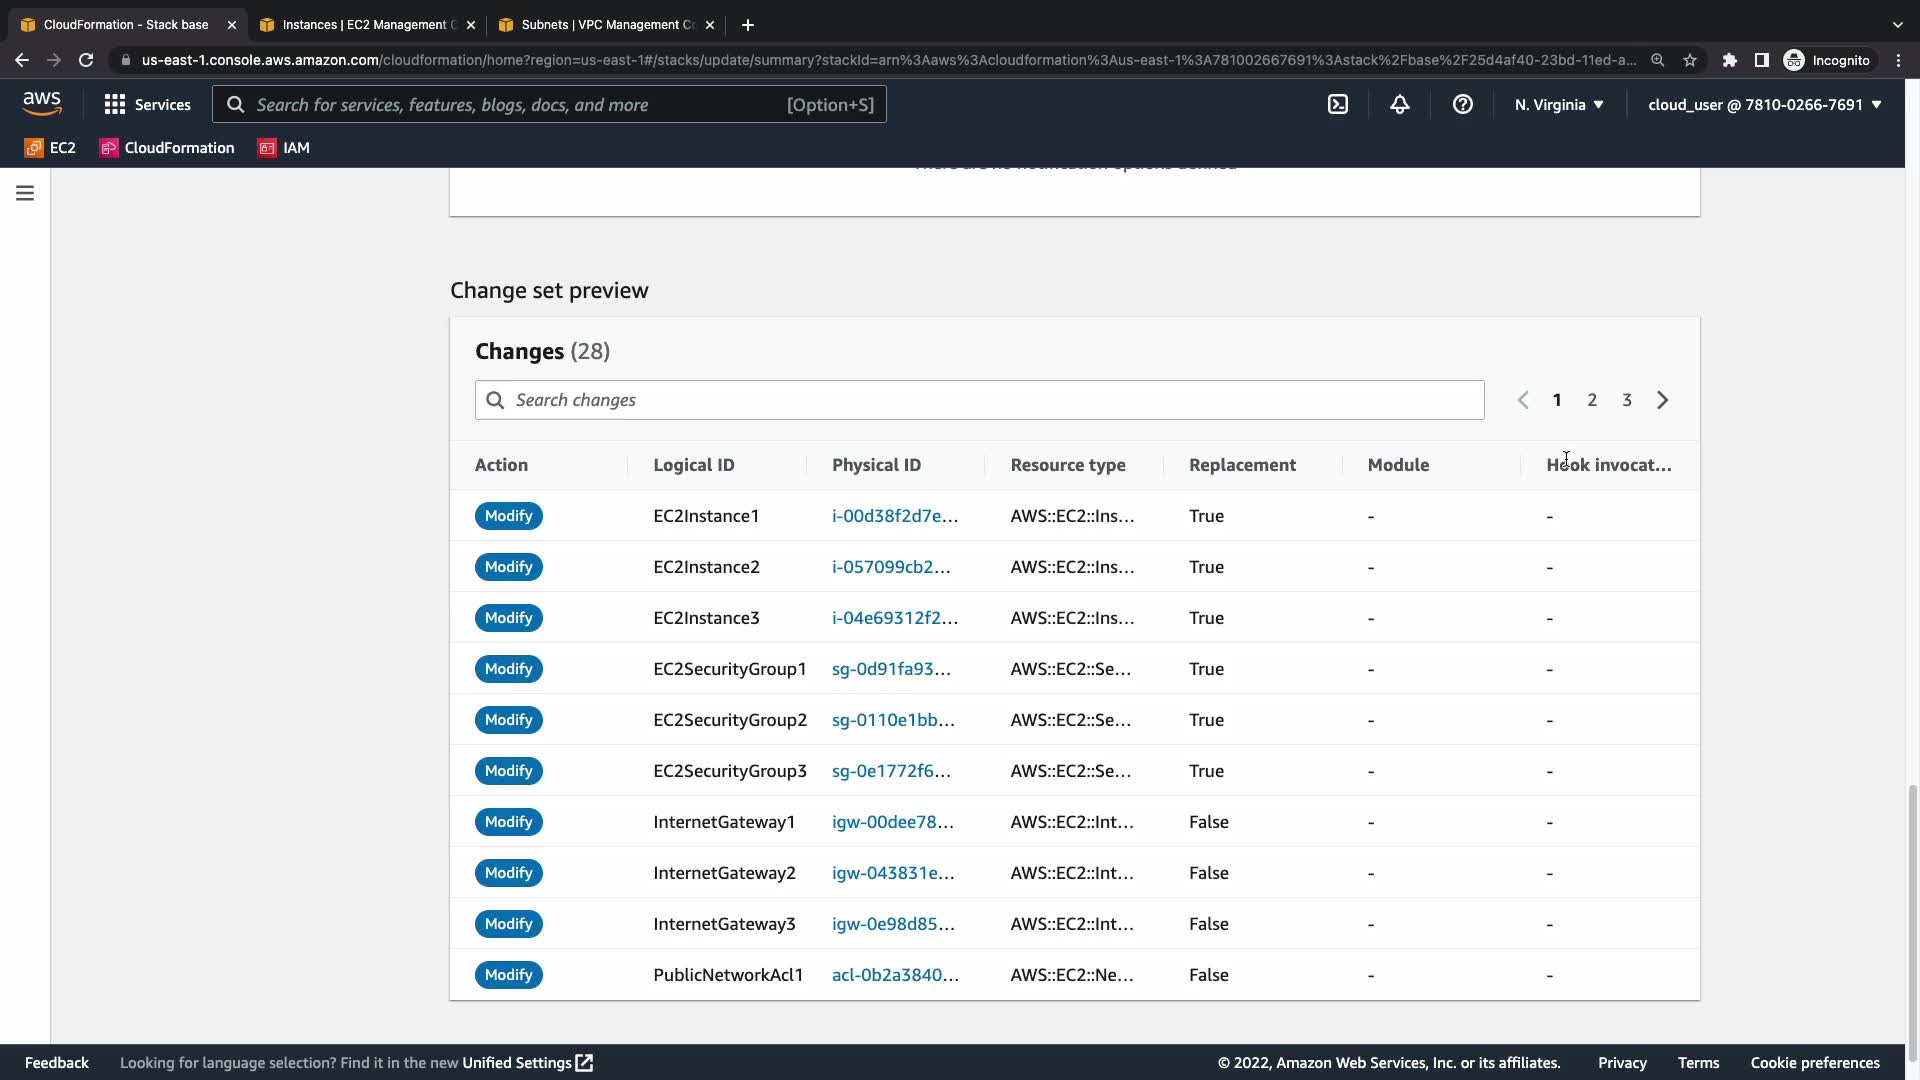 CloudFormation - Stack base
Instances | EC2 Management C
Subnets | VPC Management Co
us-east-1.console.aws.amazon.com/cloudformation/home?region=us-east-1#/stacks/update/summary?stackId=arn%3Aaws%3Acloudformation%3Aus-east-1%3A781002667691%3Astack%2Fbase%2F25d4af40-23bd-11ed-a...
Incognito
aws
Services
Search for services, features, blogs, docs, and more
[Option+S]
N. Virginia
cloud_user @ 7810-0266-7691
EC2
CloudFormation
IAM
There are no notification options defined
Change set preview
Changes (28)
Search changes
1 2 3
Action Logical ID Physical ID Resource type Replacement Module Hook invocat...
Modify EC2Instance1 i-00d38f2d7e... AWS::EC2::Ins... True - -
Modify EC2Instance2 i-057099cb2... AWS::EC2::Ins... True - -
Modify EC2Instance3 i-04e69312f2... AWS::EC2::Ins... True - -
Modify EC2SecurityGroup1 sg-0d91fa93... AWS::EC2::Se... True - -
Modify EC2SecurityGroup2 sg-0110e1bb... AWS::EC2::Se... True - -
Modify EC2SecurityGroup3 sg-0e1772f6... AWS::EC2::Se... True - -
Modify InternetGateway1 igw-00dee78... AWS::EC2::Int... False - -
Modify InternetGateway2 igw-043831e... AWS::EC2::Int... False - -
Modify InternetGateway3 igw-0e98d85... AWS::EC2::Int... False - -
Modify PublicNetworkAcl1 acl-0b2a3840... AWS::EC2::Ne... False - -
Feedback
Looking for language selection? Find it in the new Unified Settings
© 2022, Amazon Web Services, Inc. or its affiliates.
Privacy
Terms
Cookie preferences